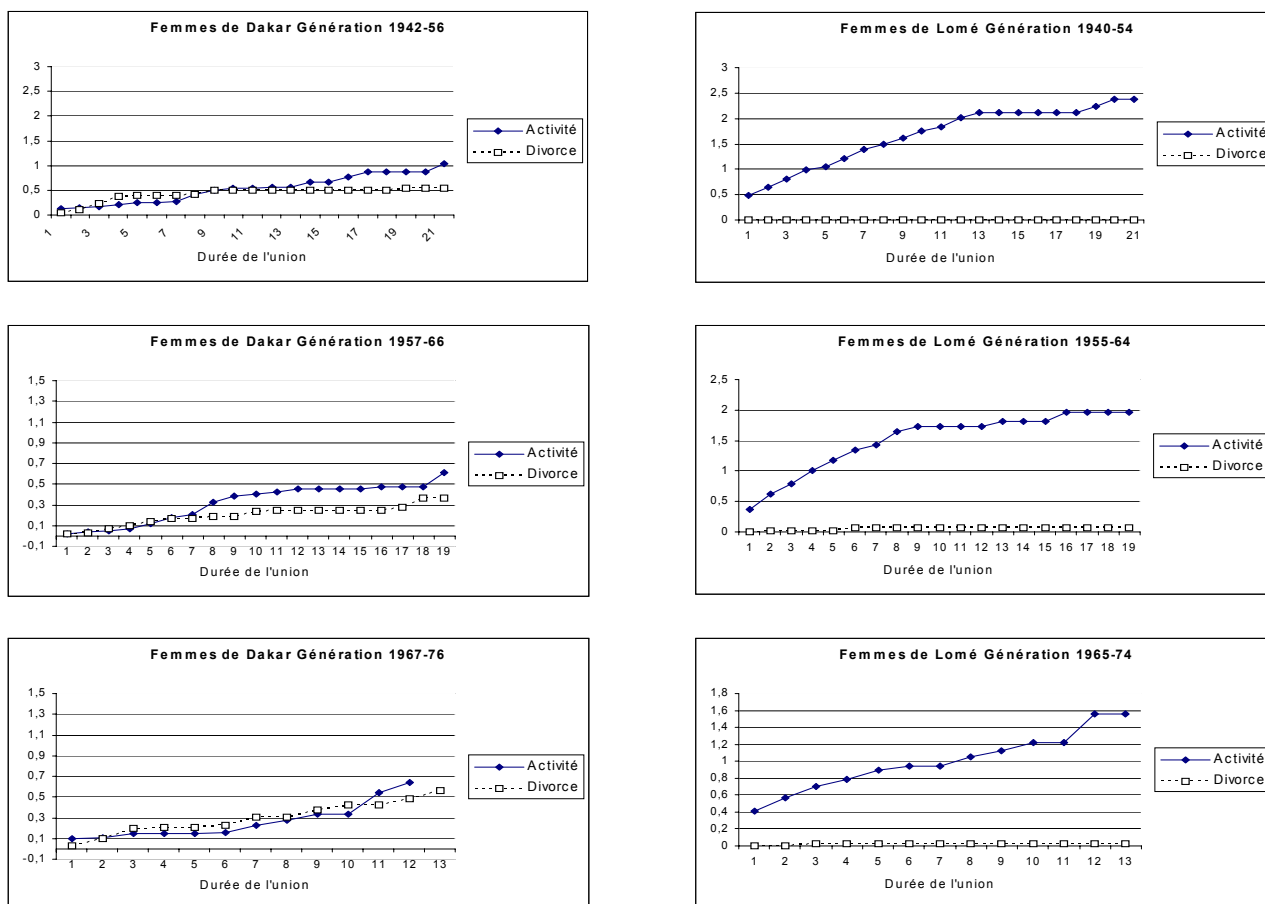 Femmes de Dakar Génération 1942-56
3
2,5
2
1,5
1
0,5
0
1 3 5 7 9 11 13 15 17 19 21
Durée de l'union
Activité
Divorce
Femmes de Lomé Génération 1940-54
3
2,5
2
1,5
1
0,5
0
1 3 5 7 9 11 13 15 17 19 21
Durée de l'union
Activité
Divorce
Femmes de Dakar Génération 1957-66
1,5
1,3
1,1
0,9
0,7
0,5
0,3
0,1
-0,1
1 2 3 4 5 6 7 8 9 10 11 12 13 14 15 16 17 18 19
Durée de l'union
Activité
Divorce
Femmes de Lomé Génération 1955-64
2,5
2
1,5
1
0,5
0
1 2 3 4 5 6 7 8 9 10 11 12 13 14 15 16 17 18 19
Durée de l'union
Activité
Divorce
Femmes de Dakar Génération 1967-76
1,5
1,3
1,1
0,9
0,7
0,5
0,3
0,1
-0,1
1 2 3 4 5 6 7 8 9 10 11 12 13
Durée de l'union
Activité
Divorce
Femmes de Lomé Génération 1965-74
1,8
1,6
1,4
1,2
1
0,8
0,6
0,4
0,2
0
1 2 3 4 5 6 7 8 9 10 11 12 13
Durée de l'union
Activité
Divorce